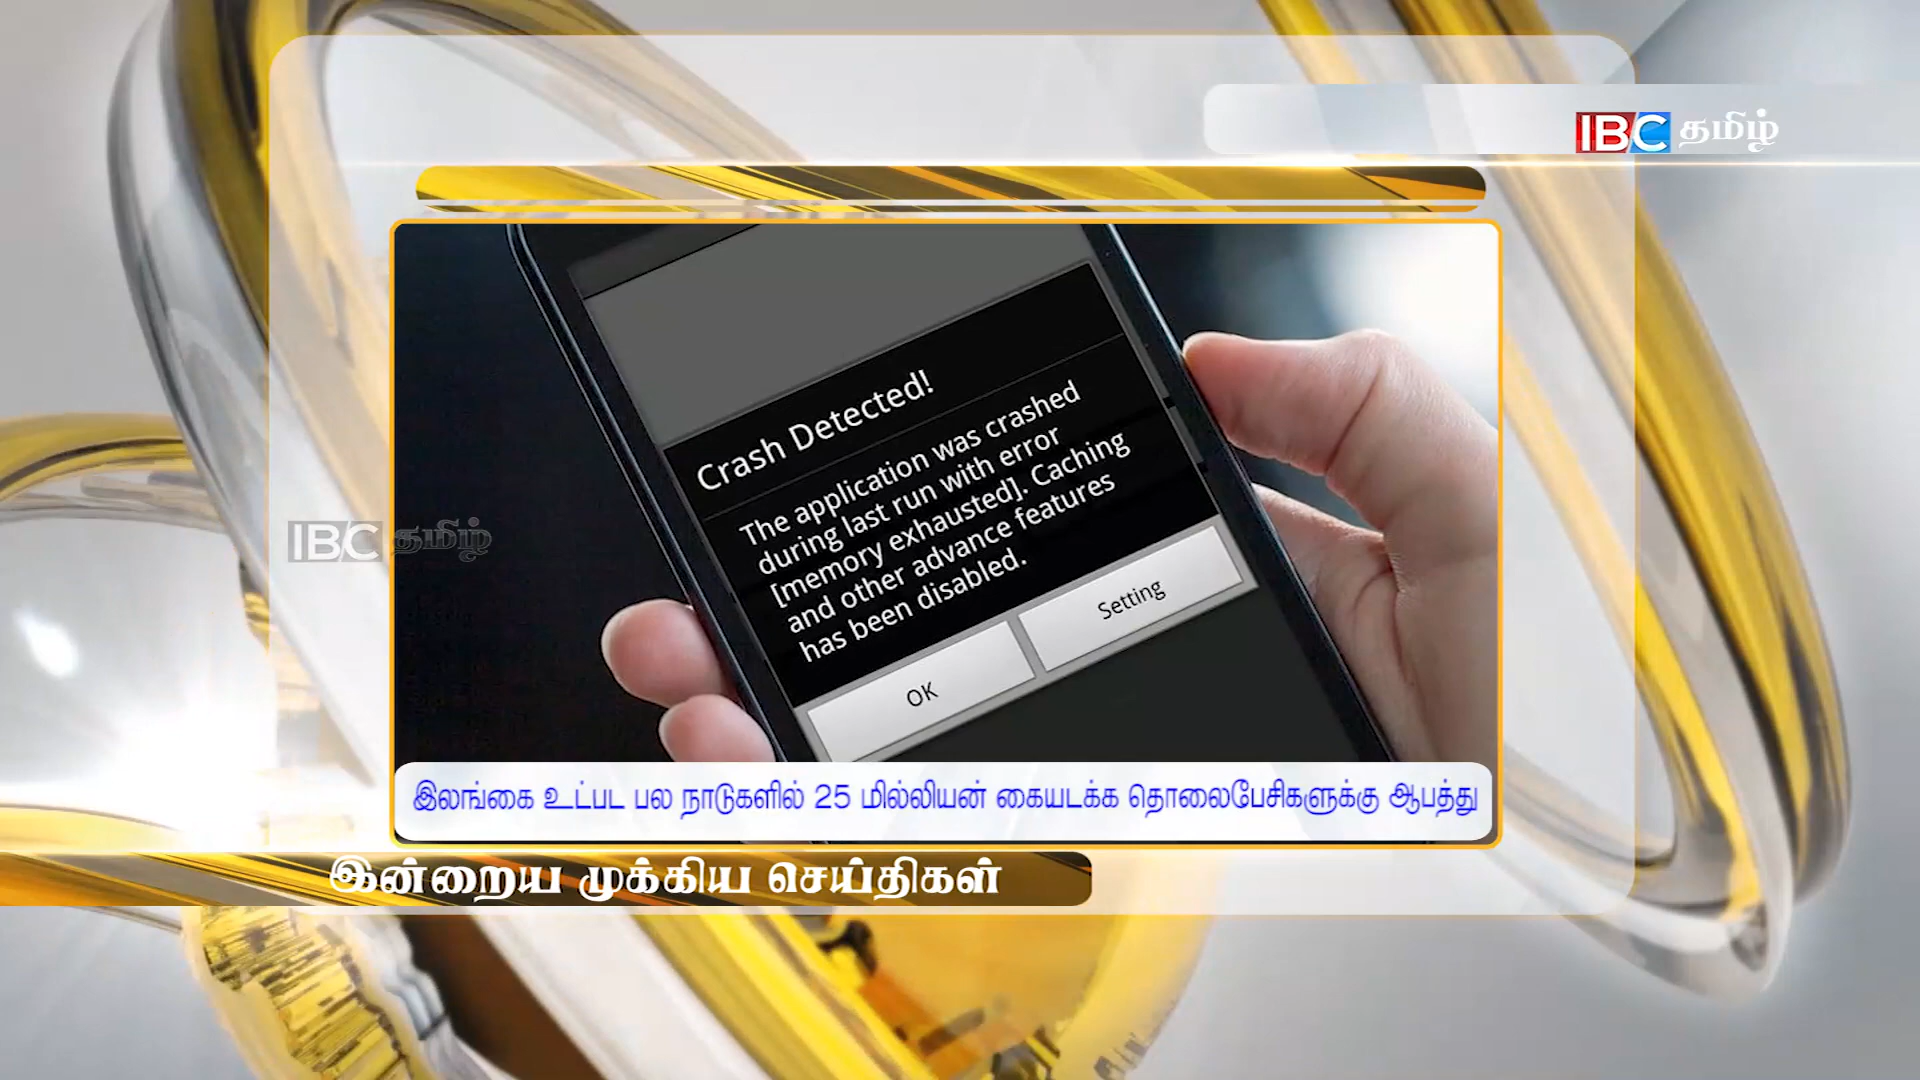 IBC தமிழ்
Crash Detected!
The application was crashed
during last run with error
[memory exhausted]. Caching
and other advance features
has been disabled.
OK
Setting
IBC தமிழ்
இலங்கை உட்பட பல நாடுகளில் 25 மில்லியன் கையடக்க தொலைபேசிகளுக்கு ஆபத்து
இன்றைய முக்கிய செய்திகள்